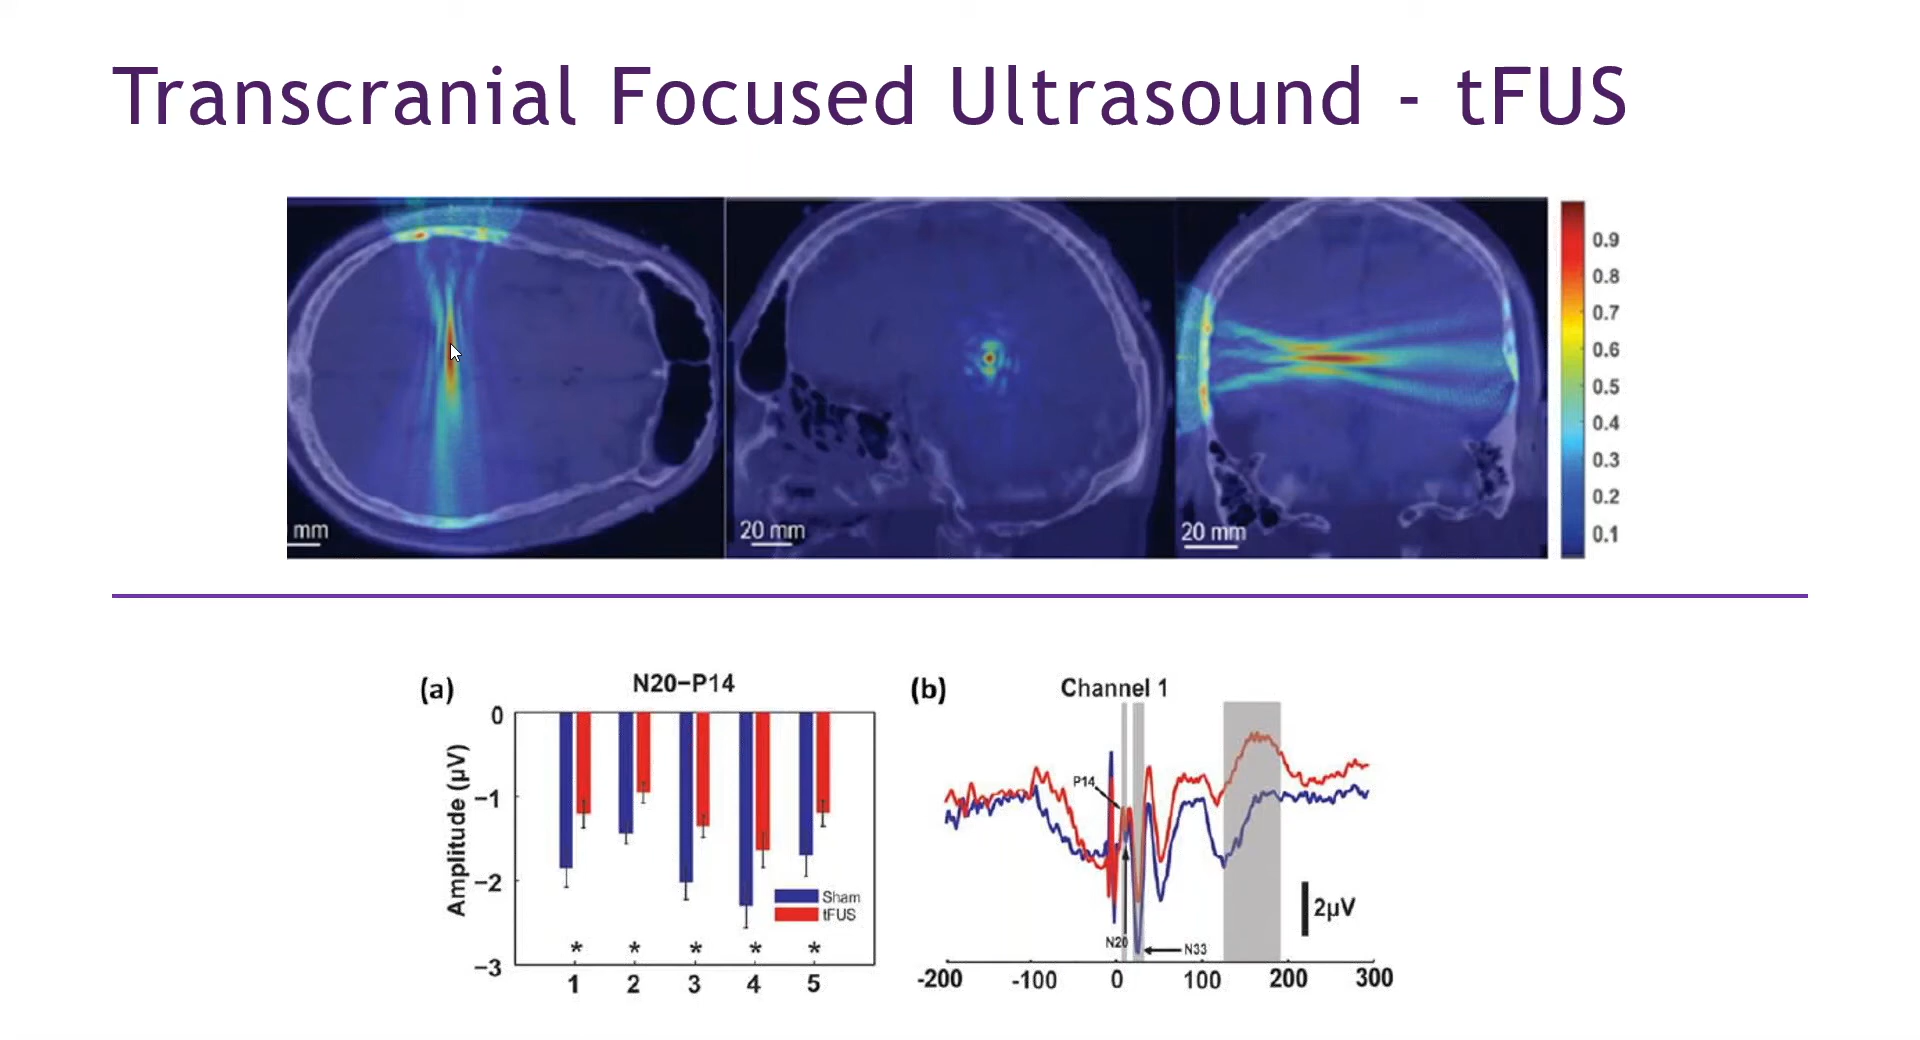 Transcranial Focused Ultrasound - tFUS
mm
20 mm
20 mm
0.9
0.8
0.7
0.6
0.5
0.4
0.3
0.2
0.1
(a)
N20−P14
0
−1
−2
−3
Amplitude (μV)
Sham
tFUS
* * * * *
1 2 3 4 5
(b)
Channel 1
P14
N20
N33
2μV
-200 -100 0 100 200 300